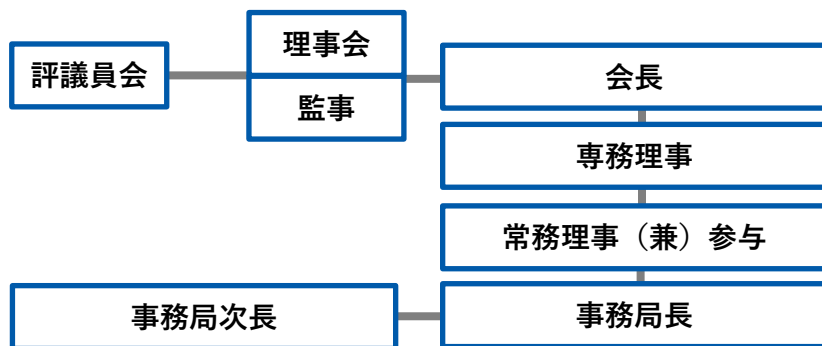 評議員会
理事会
監事
会長
専務理事
常務理事（兼）参与
事務局長
事務局次長